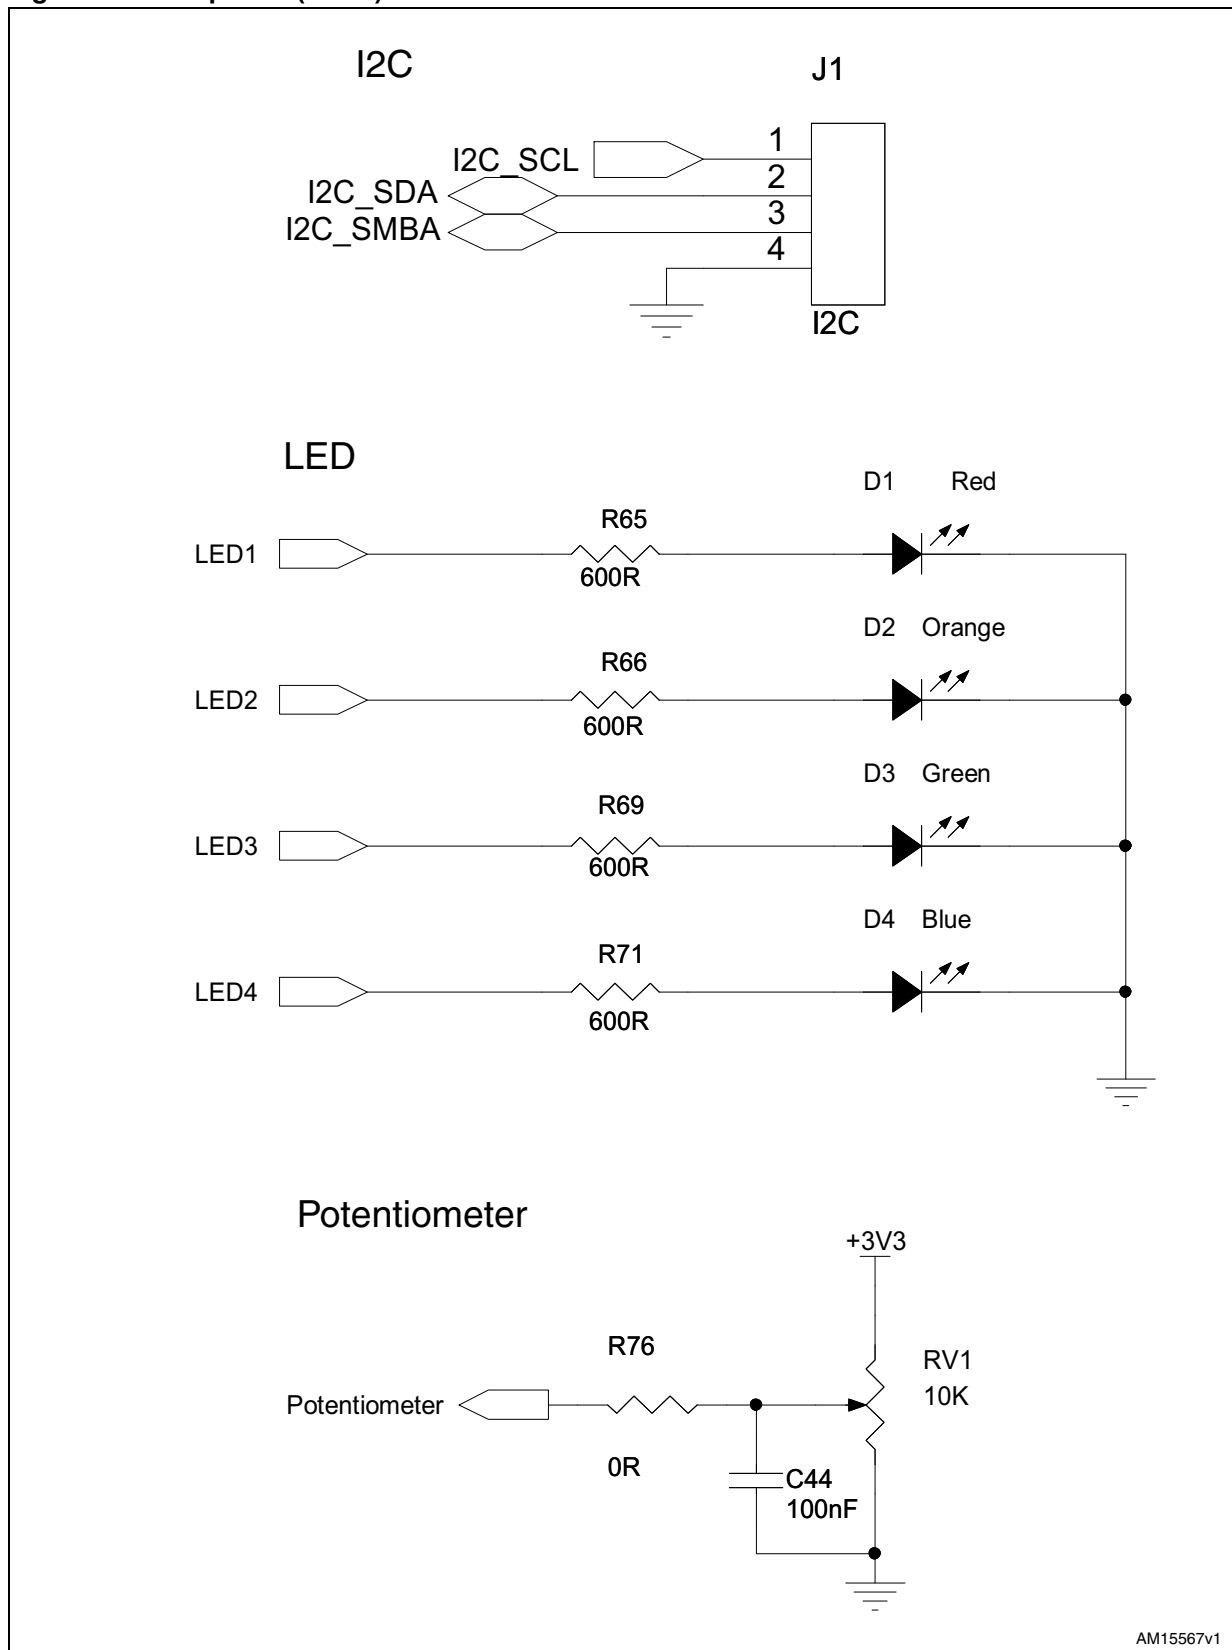 I2C
J1
I2C_SCL
1
I2C_SDA
2
I2C_SMBA
3
4
I2C
LED
D1 Red
R65
LED1
600R
D2 Orange
R66
LED2
600R
D3 Green
R69
LED3
600R
D4 Blue
R71
LED4
600R
Potentiometer
+3V3
R76
RV1
10K
Potentiometer
0R
C44
100nF
AM15567v1